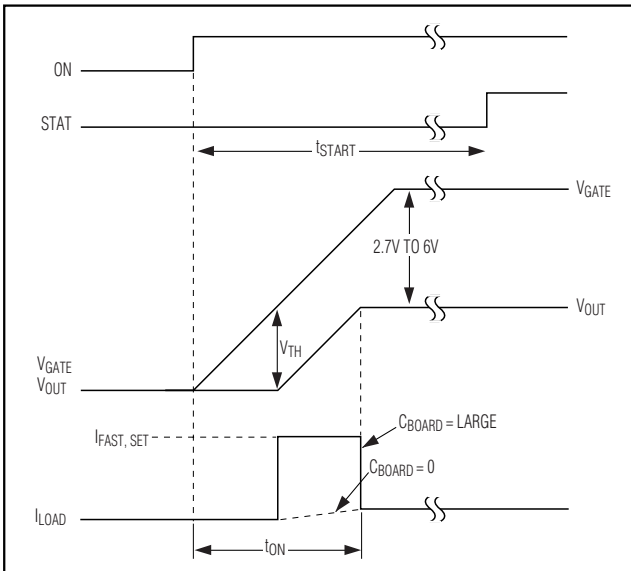 ON
STAT
tSTART
VGATE
2.7V TO 6V
VOUT
VTH
VGATE
VOUT
CBOARD = LARGE
IFAST, SET
CBOARD = 0
ILOAD
tON